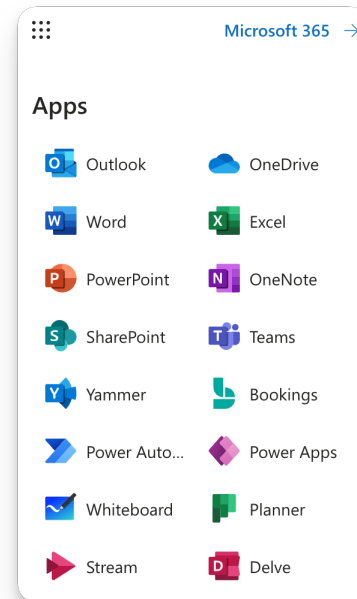 Microsoft 365
Apps
Outlook OneDrive
Word Excel
PowerPoint OneNote
SharePoint Teams
Yammer Bookings
Power Auto... Power Apps
Whiteboard Planner
Stream Delve